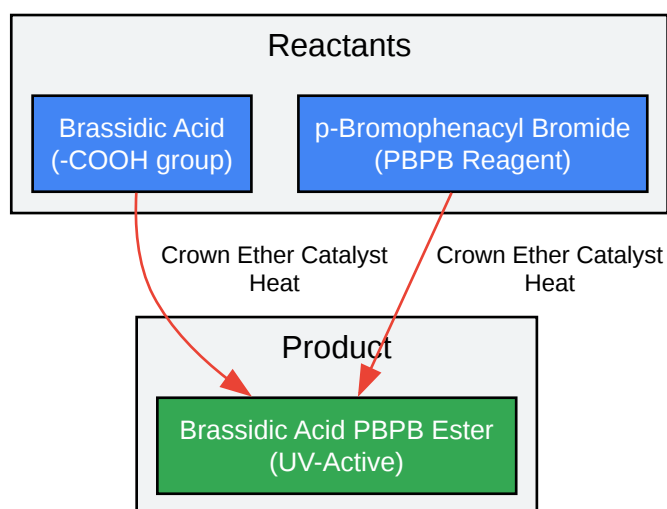 Reactants
Brassidic Acid
(-COOH group)
p-Bromophenacyl Bromide
(PBPB Reagent)
Crown Ether Catalyst
Heat
Crown Ether Catalyst
Heat
Product
Brassidic Acid PBPB Ester
(UV-Active)